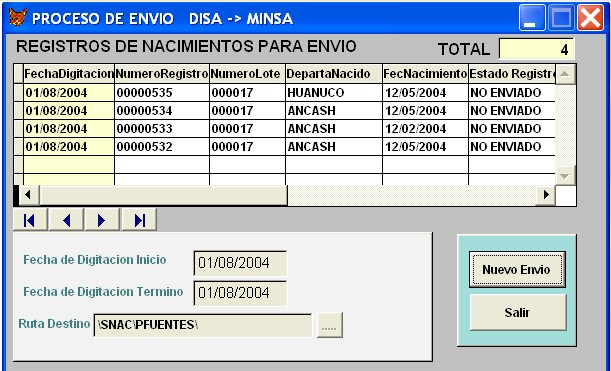 PROCESO DE ENVIO DISA -> MINSA
REGISTROS DE NACIMIENTOS PARA ENVIO TOTAL 4
FechaDigitacion NumeroRegistro NumeroLote DepartaNacido FecNacimiento Estado Registro
01/08/2004 00000535 000017 HUANUCO 12/05/2004 NO ENVIADO
01/08/2004 00000534 000017 ANCASH 12/05/2004 NO ENVIADO
01/08/2004 00000533 000017 ANCASH 12/02/2004 NO ENVIADO
01/08/2004 00000532 000017 ANCASH 12/05/2004 NO ENVIADO
Fecha de Digitacion Inicio 01/08/2004
Fecha de Digitacion Termino 01/08/2004
Ruta Destino \SNAC\PFUENTES\ .....
Nuevo Envio
Salir